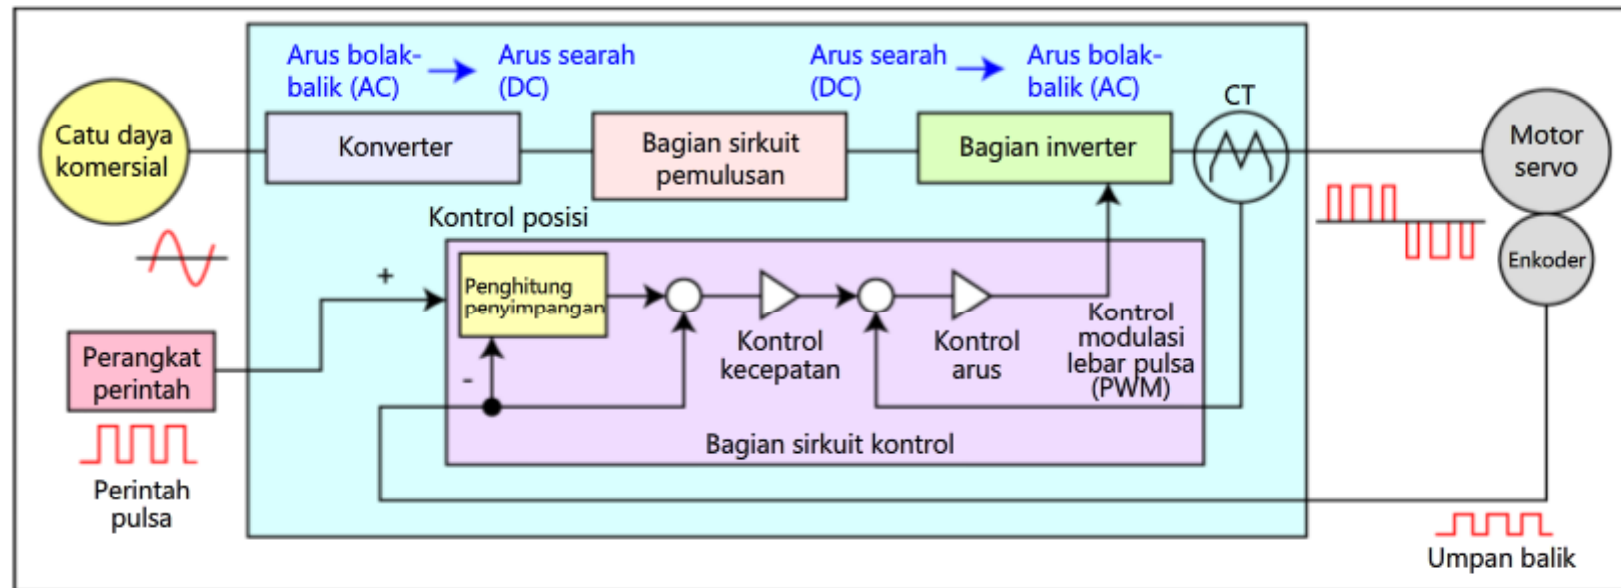 Arus bolak-
balik (AC)
Arus searah
(DC)
Arus searah
(DC)
Arus bolak-
balik (AC)
CT
Catu daya
komersial
Konverter
Bagian sirkuit
pemulusan
Bagian inverter
Motor
servo
Kontrol posisi
Enkoder
+
Penghitung
penyimpangan
Kontrol
kecepatan
Kontrol
arus
Kontrol
modulasi
lebar pulsa
(PWM)
-
Perangkat
perintah
Bagian sirkuit kontrol
Perintah
pulsa
Umpan balik